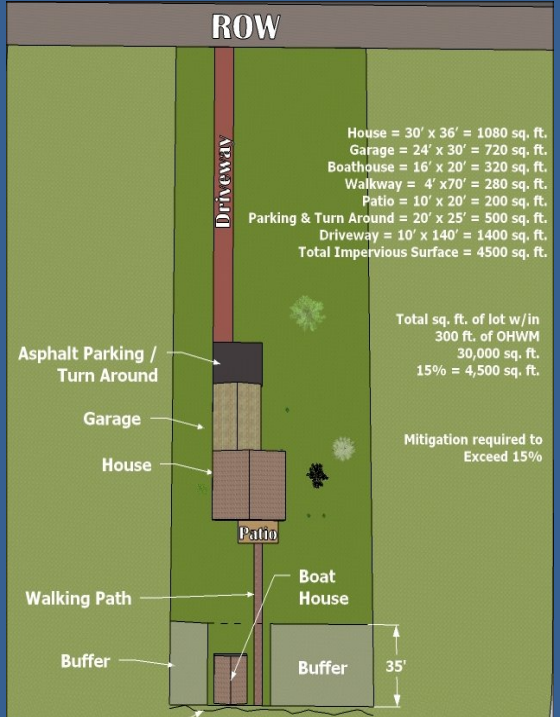 ROW
Driveway
House = 30' x 36' = 1080 sq. ft.
Garage = 24' x 30' = 720 sq. ft.
Boathouse = 16' x 20' = 320 sq. ft.
Walkway = 4' x70' = 280 sq. ft.
Patio = 10' x 20' = 200 sq. ft.
Parking & Turn Around = 20' x 25' = 500 sq. ft.
Driveway = 10' x 140' = 1400 sq. ft.
Total Impervious Surface = 4500 sq. ft.
Total sq. ft. of lot w/in
300 ft. of OHWM
30,000 sq. ft.
15% = 4,500 sq. ft.
Asphalt Parking /
Turn Around
Garage
Mitigation required to
Exceed 15%
House
Patio
Boat
House
Walking Path
Buffer
Buffer
35'